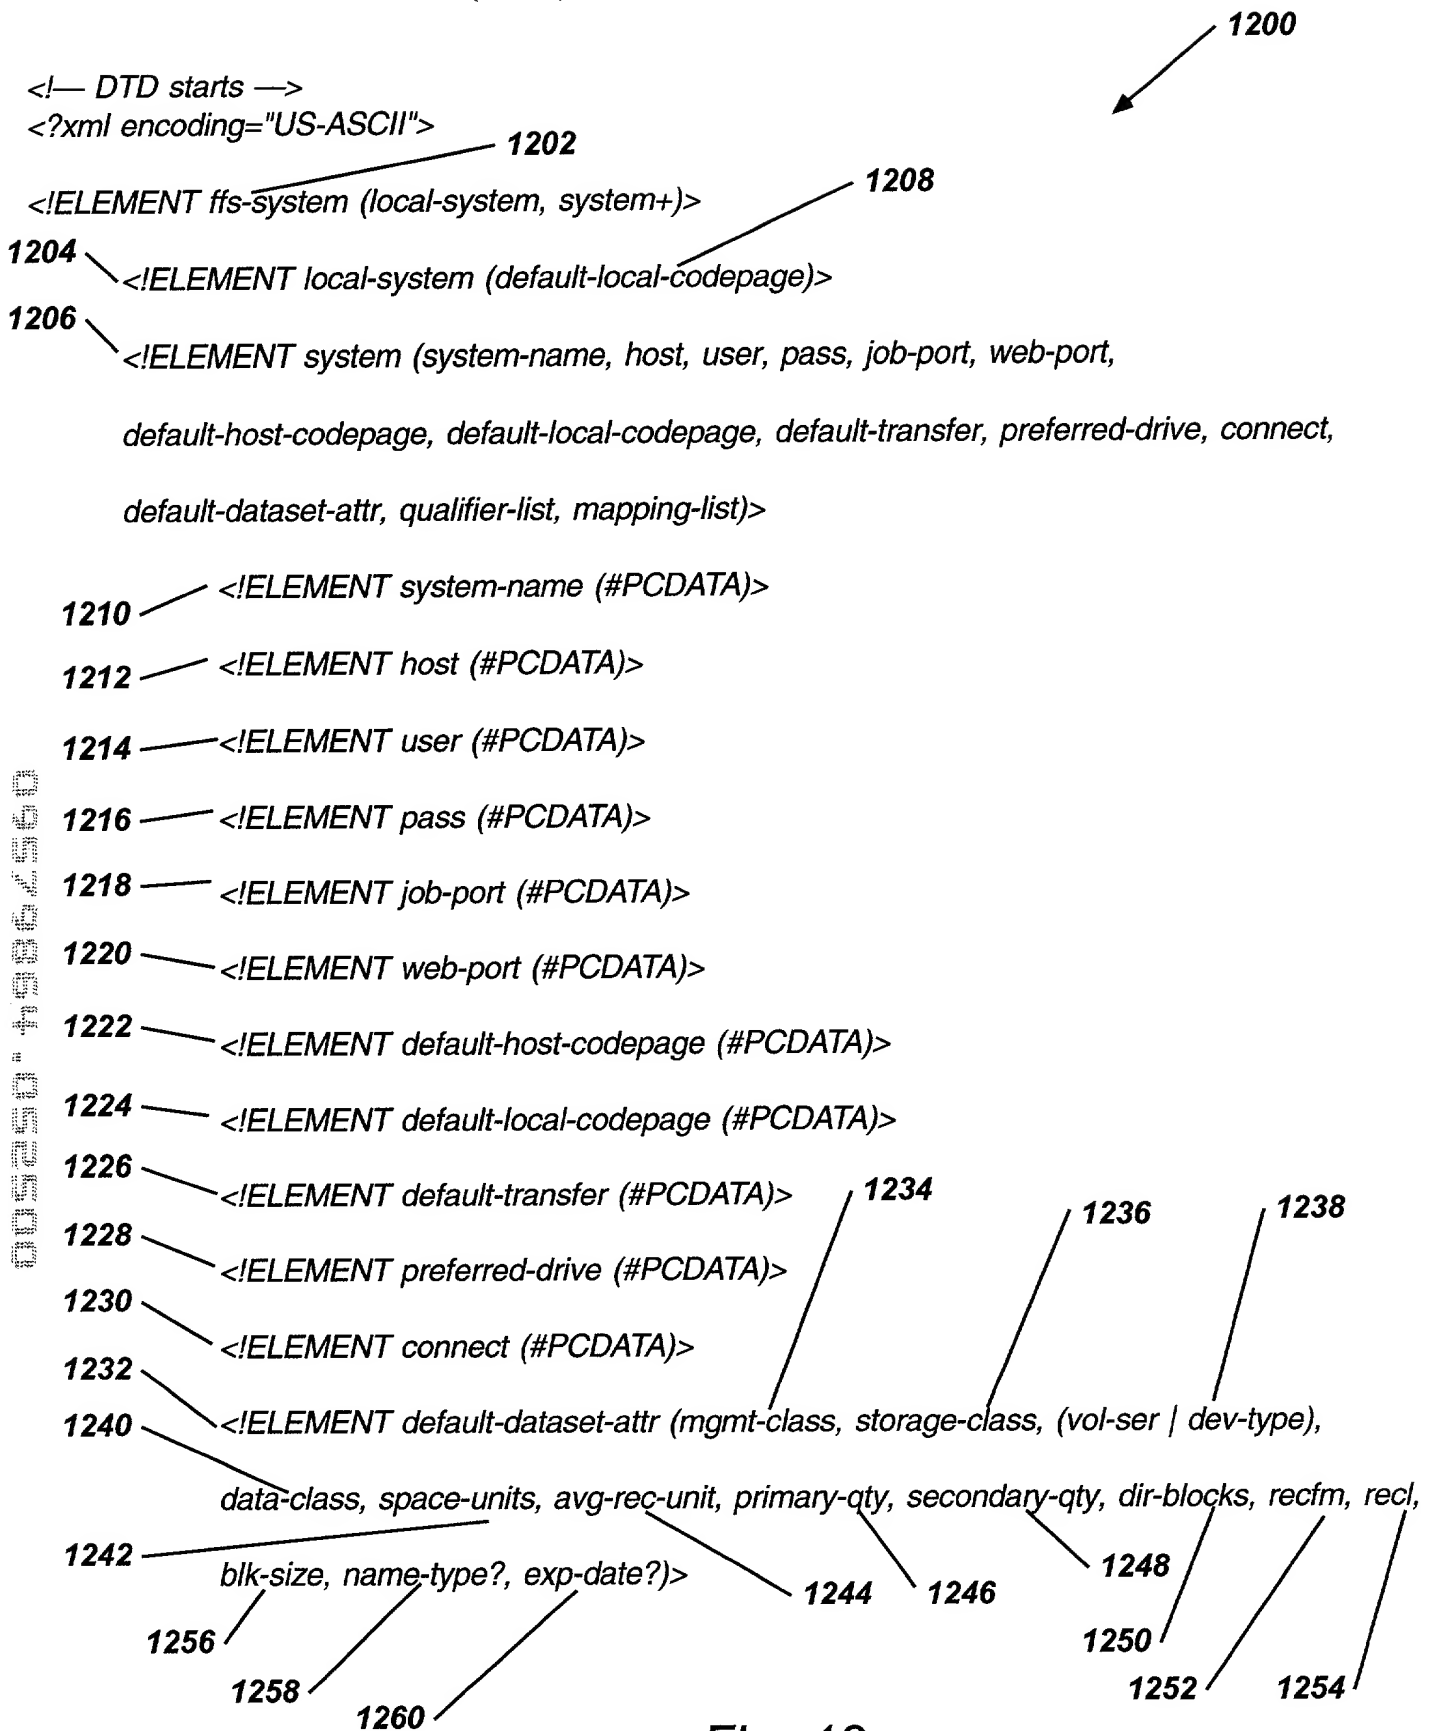 1200
<!— DTD starts —>
<?xml encoding="US-ASCII">
1202
<!ELEMENT ffs-system (local-system, system+)>
1208
1204
<!ELEMENT local-system (default-local-codepage)>
1206
<!ELEMENT system (system-name, host, user, pass, job-port, web-port,
default-host-codepage, default-local-codepage, default-transfer, preferred-drive, connect,
default-dataset-attr, qualifier-list, mapping-list)>
1210 <!ELEMENT system-name (#PCDATA)>
1212 <!ELEMENT host (#PCDATA)>
1214 <!ELEMENT user (#PCDATA)>
1216 <!ELEMENT pass (#PCDATA)>
1218 <!ELEMENT job-port (#PCDATA)>
1220 <!ELEMENT web-port (#PCDATA)>
1222 <!ELEMENT default-host-codepage (#PCDATA)>
1224 <!ELEMENT default-local-codepage (#PCDATA)>
1226 <!ELEMENT default-transfer (#PCDATA)>
1234
1236
1238
1228 <!ELEMENT preferred-drive (#PCDATA)>
1230 <!ELEMENT connect (#PCDATA)>
1232 <!ELEMENT default-dataset-attr (mgmt-class, storage-class, (vol-ser | dev-type),
1240
data-class, space-units, avg-rec-unit, primary-qty, secondary-qty, dir-blocks, recfm, recl,
1242
blk-size, name-type?, exp-date?)>
1244
1246
1248
1250
1252
1254
1256
1258
1260